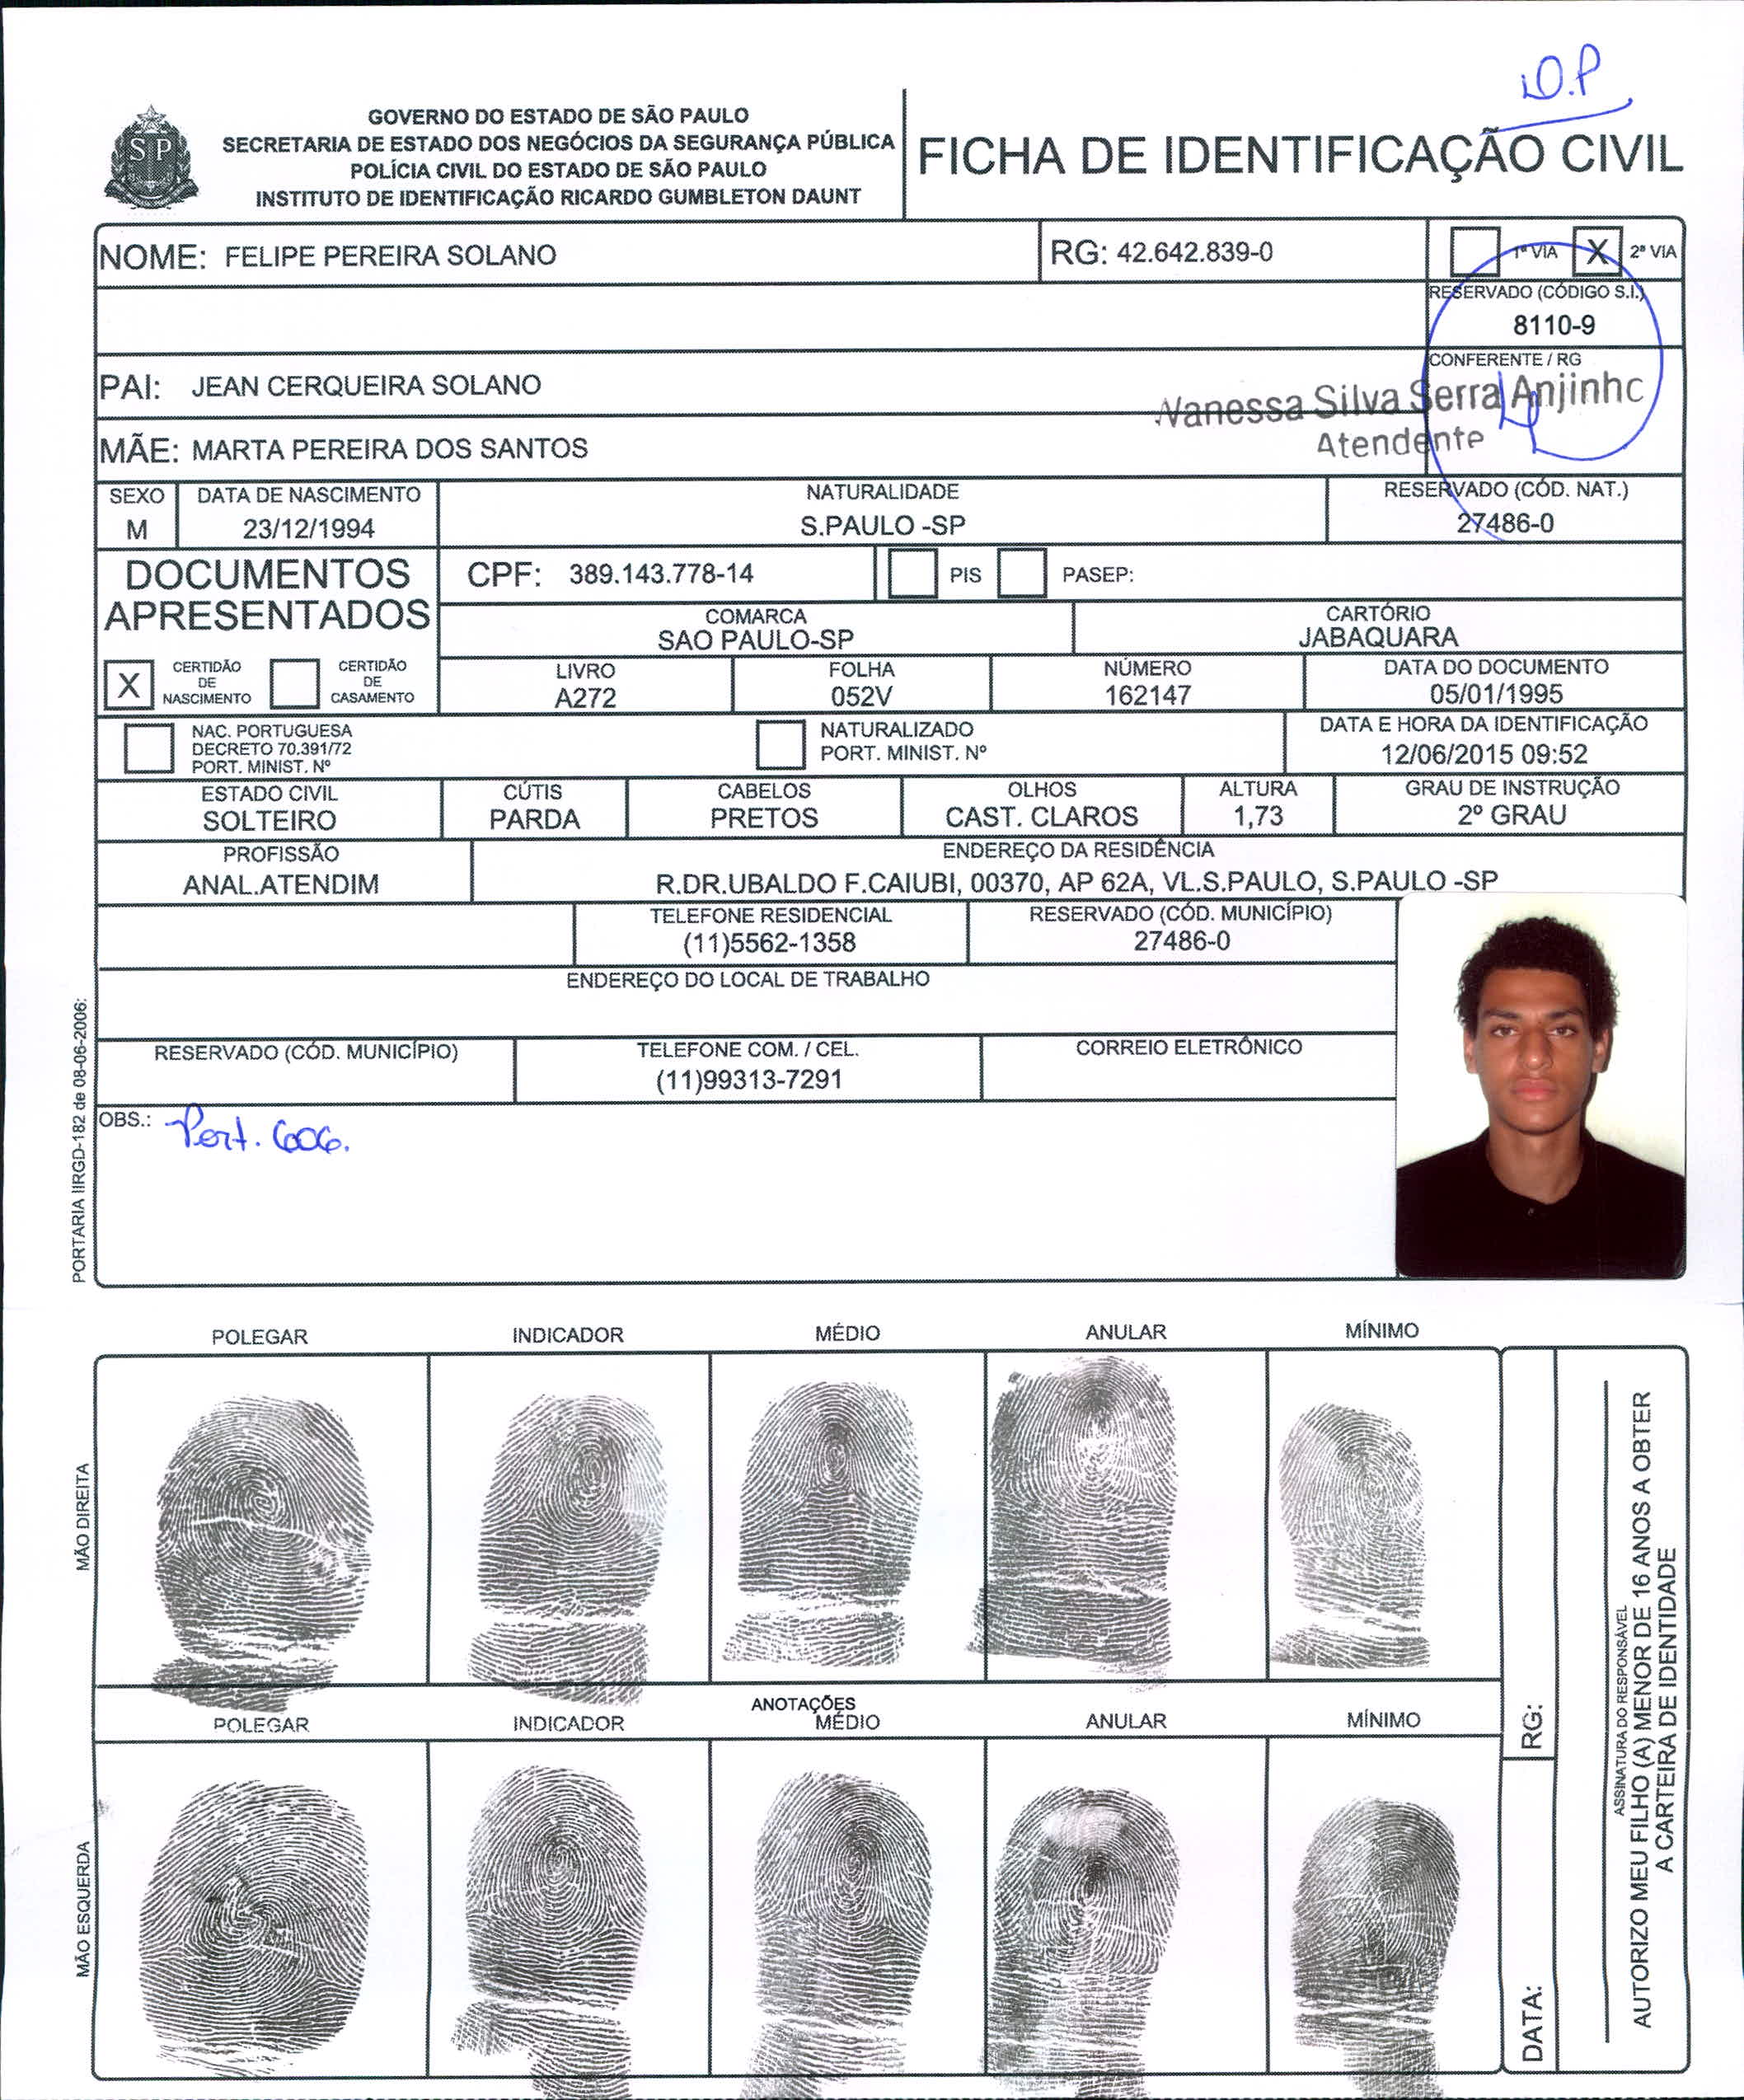 D.P
GOVERNO DO ESTADO DE SÃO PAULO
SECRETARIA DE ESTADO DOS NEGÓCIOS DA SEGURANÇA PÚBLICA
POLÍCIA CIVIL DO ESTADO DE SÃO PAULO
INSTITUTO DE IDENTIFICAÇÃO RICARDO GUMBLETON DAUNT
SP
FICHA DE IDENTIFICAÇÃO CIVIL
NOME: FELIPE PEREIRA SOLANO RG: 42.642.839-0 1ª VIA X 2ª VIA
RESERVADO (CÓDIGO S.I.)
8110-9
CONFERENTE / RG
PAI: JEAN CERQUEIRA SOLANO
Vanessa Silva Serra Anjinho
Atendente
MÃE: MARTA PEREIRA DOS SANTOS
SEXO DATA DE NASCIMENTO NATURALIDADE RESERVADO (CÓD. NAT.)
M 23/12/1994 S.PAULO -SP 27486-0
DOCUMENTOS
APRESENTADOS
CPF: 389.143.778-14 PIS PASEP:
COMARCA CARTÓRIO
SAO PAULO-SP JABAQUARA
X CERTIDÃO
DE
NASCIMENTO
CERTIDÃO
DE
CASAMENTO
LIVRO FOLHA NÚMERO DATA DO DOCUMENTO
A272 052V 162147 05/01/1995
NAC. PORTUGUESA
DECRETO 70.391/72
PORT. MINIST. Nº
NATURALIZADO
PORT. MINIST. Nº
DATA E HORA DA IDENTIFICAÇÃO
12/06/2015 09:52
ESTADO CIVIL CÚTIS CABELOS OLHOS ALTURA GRAU DE INSTRUÇÃO
SOLTEIRO PARDA PRETOS CAST. CLAROS 1,73 2º GRAU
PROFISSÃO ENDEREÇO DA RESIDÊNCIA
ANAL.ATENDIM R.DR.UBALDO F.CAIUBI, 00370, AP 62A, VL.S.PAULO, S.PAULO -SP
TELEFONE RESIDENCIAL RESERVADO (CÓD. MUNICÍPIO)
(11)5562-1358 27486-0
ENDEREÇO DO LOCAL DE TRABALHO
RESERVADO (CÓD. MUNICÍPIO) TELEFONE COM. / CEL. CORREIO ELETRÔNICO
(11)99313-7291
OBS.: Port. 606.
PORTARIA IIRGD-182 de 08-06-2006:
POLEGAR INDICADOR MÉDIO ANULAR MÍNIMO
MÃO DIREITA
ANOTAÇÕES
POLEGAR INDICADOR MÉDIO ANULAR MÍNIMO
MÃO ESQUERDA
RG:
DATA:
ASSINATURA DO RESPONSÁVEL
AUTORIZO MEU FILHO (A) MENOR DE 16 ANOS A OBTER
A CARTEIRA DE IDENTIDADE